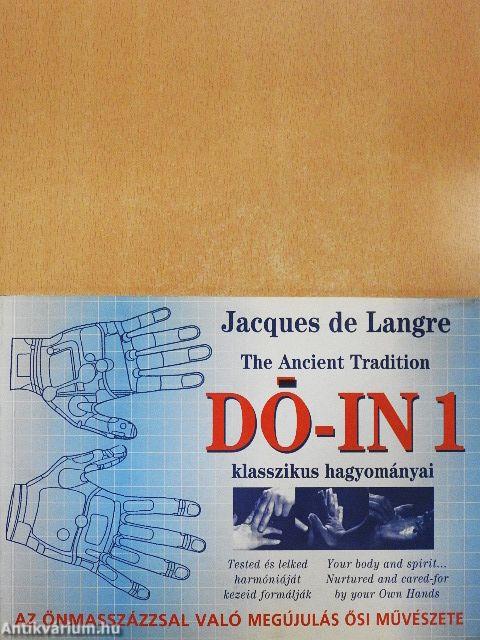 Jacques de Langre
The Ancient Tradition
DŌ-IN 1
klasszikus hagyományai
Tested és lelked
harmónióját
kezeid formálják
Your body and spirit...
Nurtured and cared-for
by your Own Hands
AZ ÖNMASSZÁZZSAL VALÓ MEGÚJULÁS ŐSI MŰVÉSZETE
Antikvarium.hu